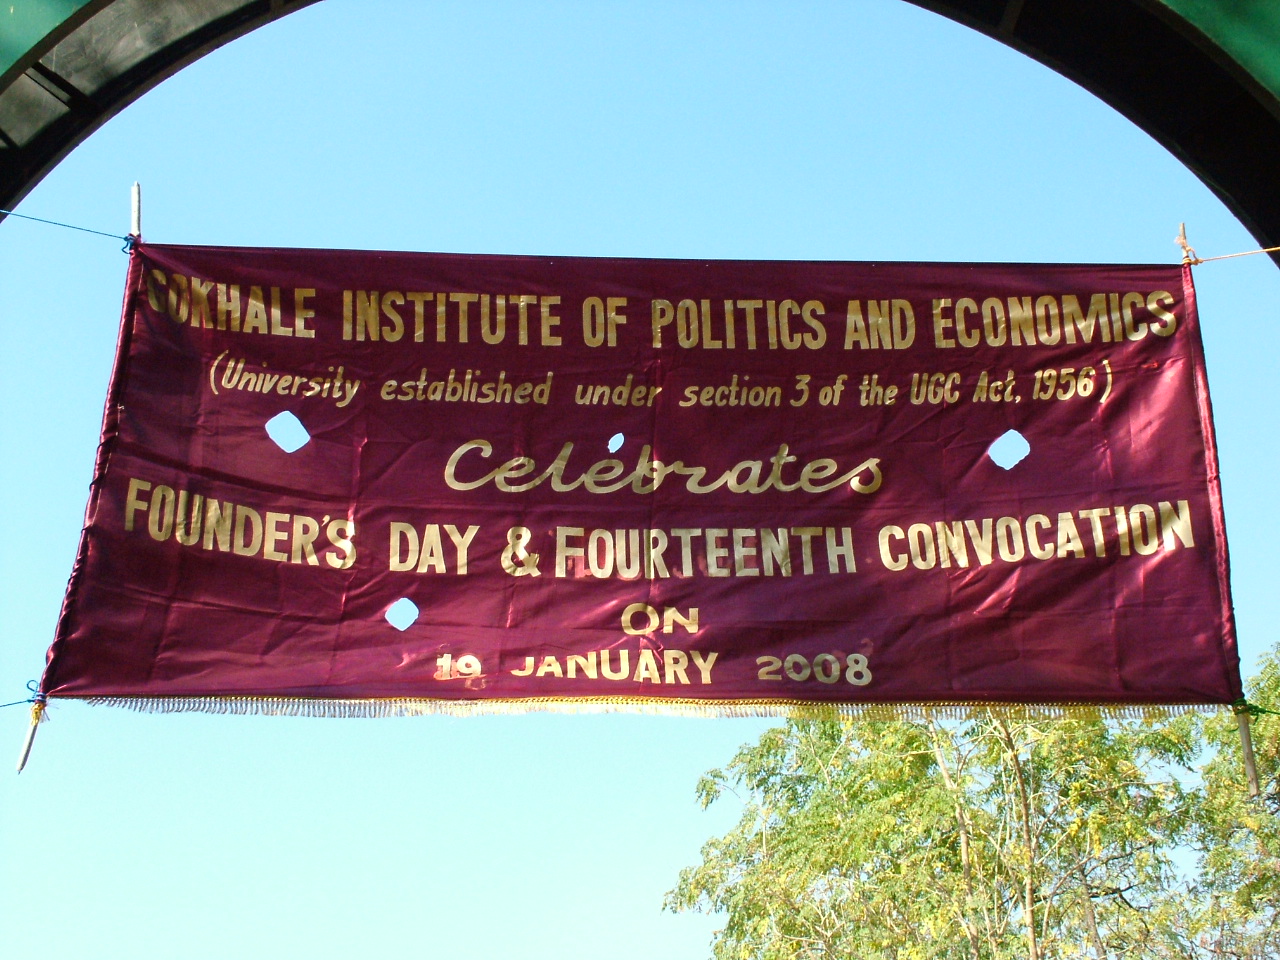 GOKHALE INSTITUTE OF POLITICS AND ECONOMICS
(University established under section 3 of the UGC Act, 1956)
Celebrates
FOUNDER'S DAY & FOURTEENTH CONVOCATION
ON
19 JANUARY 2008